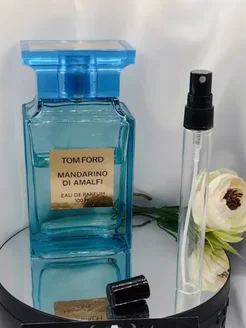 TOM FORD
MANDARINO
DI AMALFI
EAU DE PARFUM